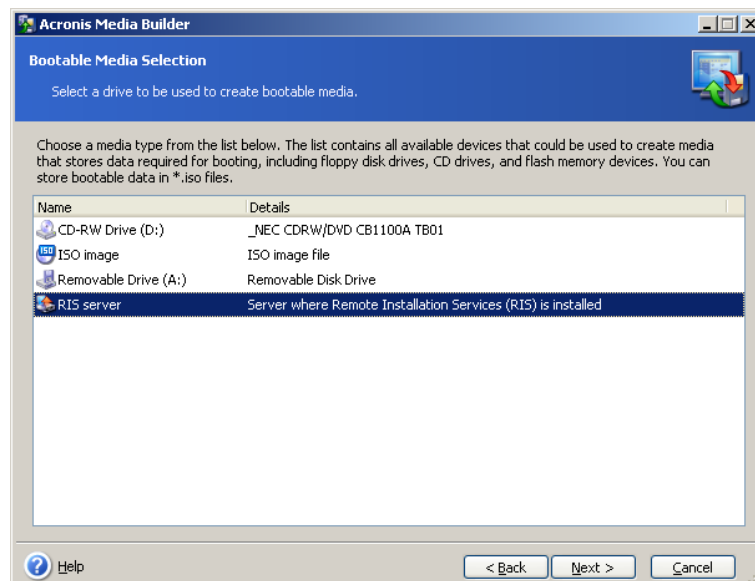 Acronis Media Builder
Bootable Media Selection
Select a drive to be used to create bootable media.
Choose a media type from the list below. The list contains all available devices that could be used to create media
that stores data required for booting, including floppy disk drives, CD drives, and flash memory devices. You can
store bootable data in *.iso files.
Name Details
CD-RW Drive (D:) _NEC CDRW/DVD CB1100A TB01
ISO ISO image ISO image file
Removable Drive (A:) Removable Disk Drive
RIS server Server where Remote Installation Services (RIS) is installed
? Help < Back Next > Cancel